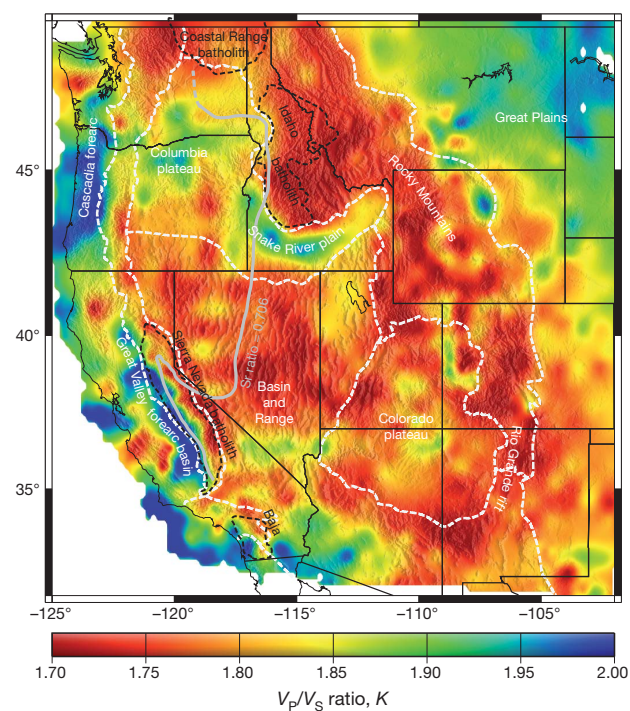 Coastal Range
batholith
Idaho
batholith
Great Plains
Cascadia forearc
Columbia
plateau
Rocky Mountains
Snake River plain
Sr ratio = 0.706
Sierra Nevada batholith
Great Valley forearc basin
Basin
and
Range
Colorado
plateau
Rio Grande rift
Baja
45°
40°
35°
−125° −120° −115° −110° −105°
1.70 1.75 1.80 1.85 1.90 1.95 2.00
VP/VS ratio, K